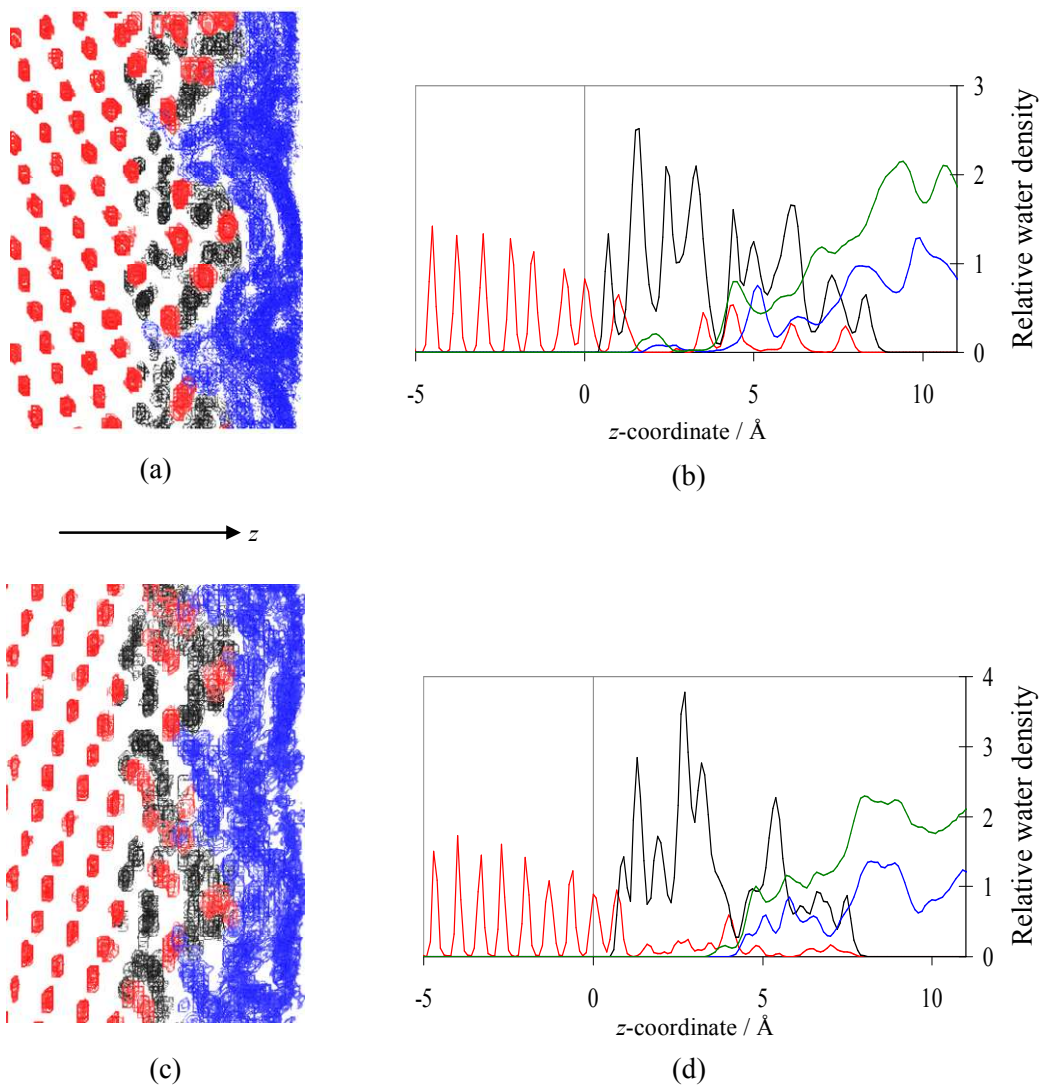 3
2
1
0
Relative water density
-5
0
5
10
z-coordinate / Å
(a)
(b)
z
4
3
2
1
0
Relative water density
-5
0
5
10
z-coordinate / Å
(c)
(d)